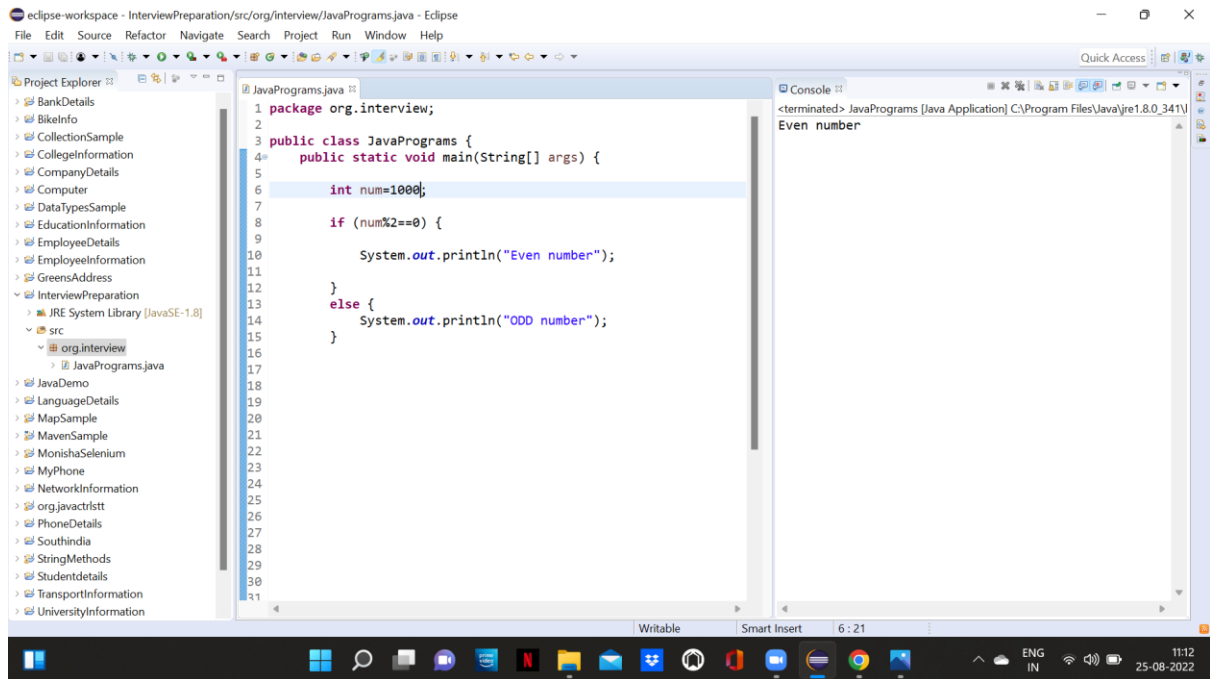 eclipse-workspace - InterviewPreparation/src/org/interview/JavaPrograms.java - Eclipse
File Edit Source Refactor Navigate Search Project Run Window Help
Quick Access
Project Explorer
BankDetails
BikeInfo
CollectionSample
CollegeInformation
CompanyDetails
Computer
DataTypesSample
EducationInformation
EmployeeDetails
EmployeeInformation
GreensAddress
InterviewPreparation
JRE System Library [JavaSE-1.8]
src
org.interview
JavaPrograms.java
JavaDemo
LanguageDetails
MapSample
MavenSample
MonishaSelenium
MyPhone
NetworkInformation
org.javactrlstt
PhoneDetails
Southindia
StringMethods
Studentdetails
TransportInformation
UniversityInformation
JavaPrograms.java
1 package org.interview;
2
3 public class JavaPrograms {
4 public static void main(String[] args) {
5
6 int num=1000;
7
8 if (num%2==0) {
9
10 System.out.println("Even number");
11
12 }
13 else {
14 System.out.println("ODD number");
15 }
16
17
18
19
20
21
22
23
24
25
26
27
28
29
30
31
Console
<terminated> JavaPrograms [Java Application] C:\Program Files\Java\jre1.8.0_341\
Even number
Writable Smart Insert 6 : 21
prime video
N
ENG
IN
11:12
25-08-2022